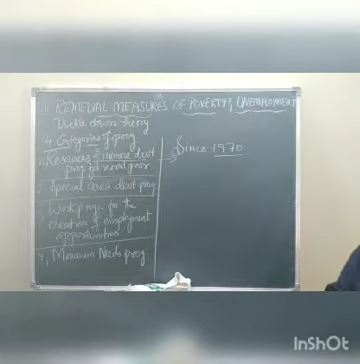 III. REMEDIAL MEASURES OF POVERTY & UNEMPLOYMENT
Trickle down theory
4 Categories of prog
1, Resources & income devt
prog for rural poor
Since 1970
2, Special area devt prog
3, Work prog. for the
creation of employment
opportunities
4, Minimum Needs prog
InShOt